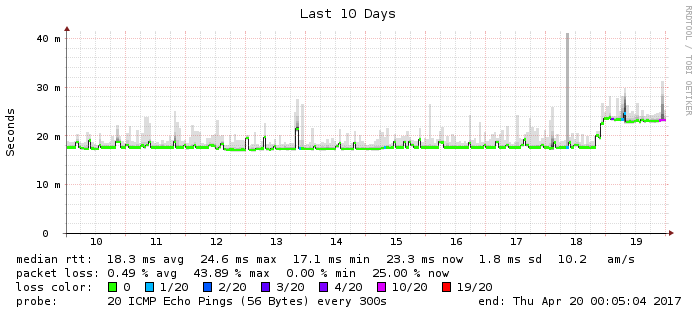 Last 10 Days
RRDTOOL / TOBI OETIKER
Seconds
40 m
30 m
20 m
10 m
0
10 11 12 13 14 15 16 17 18 19
median rtt: 18.3 ms avg 24.6 ms max 17.1 ms min 23.3 ms now 1.8 ms sd 10.2 am/s
packet loss: 0.49 % avg 43.89 % max 0.00 % min 25.00 % now
loss color: 0 1/20 2/20 3/20 4/20 10/20 19/20
probe: 20 ICMP Echo Pings (56 Bytes) every 300s end: Thu Apr 20 00:05:04 2017